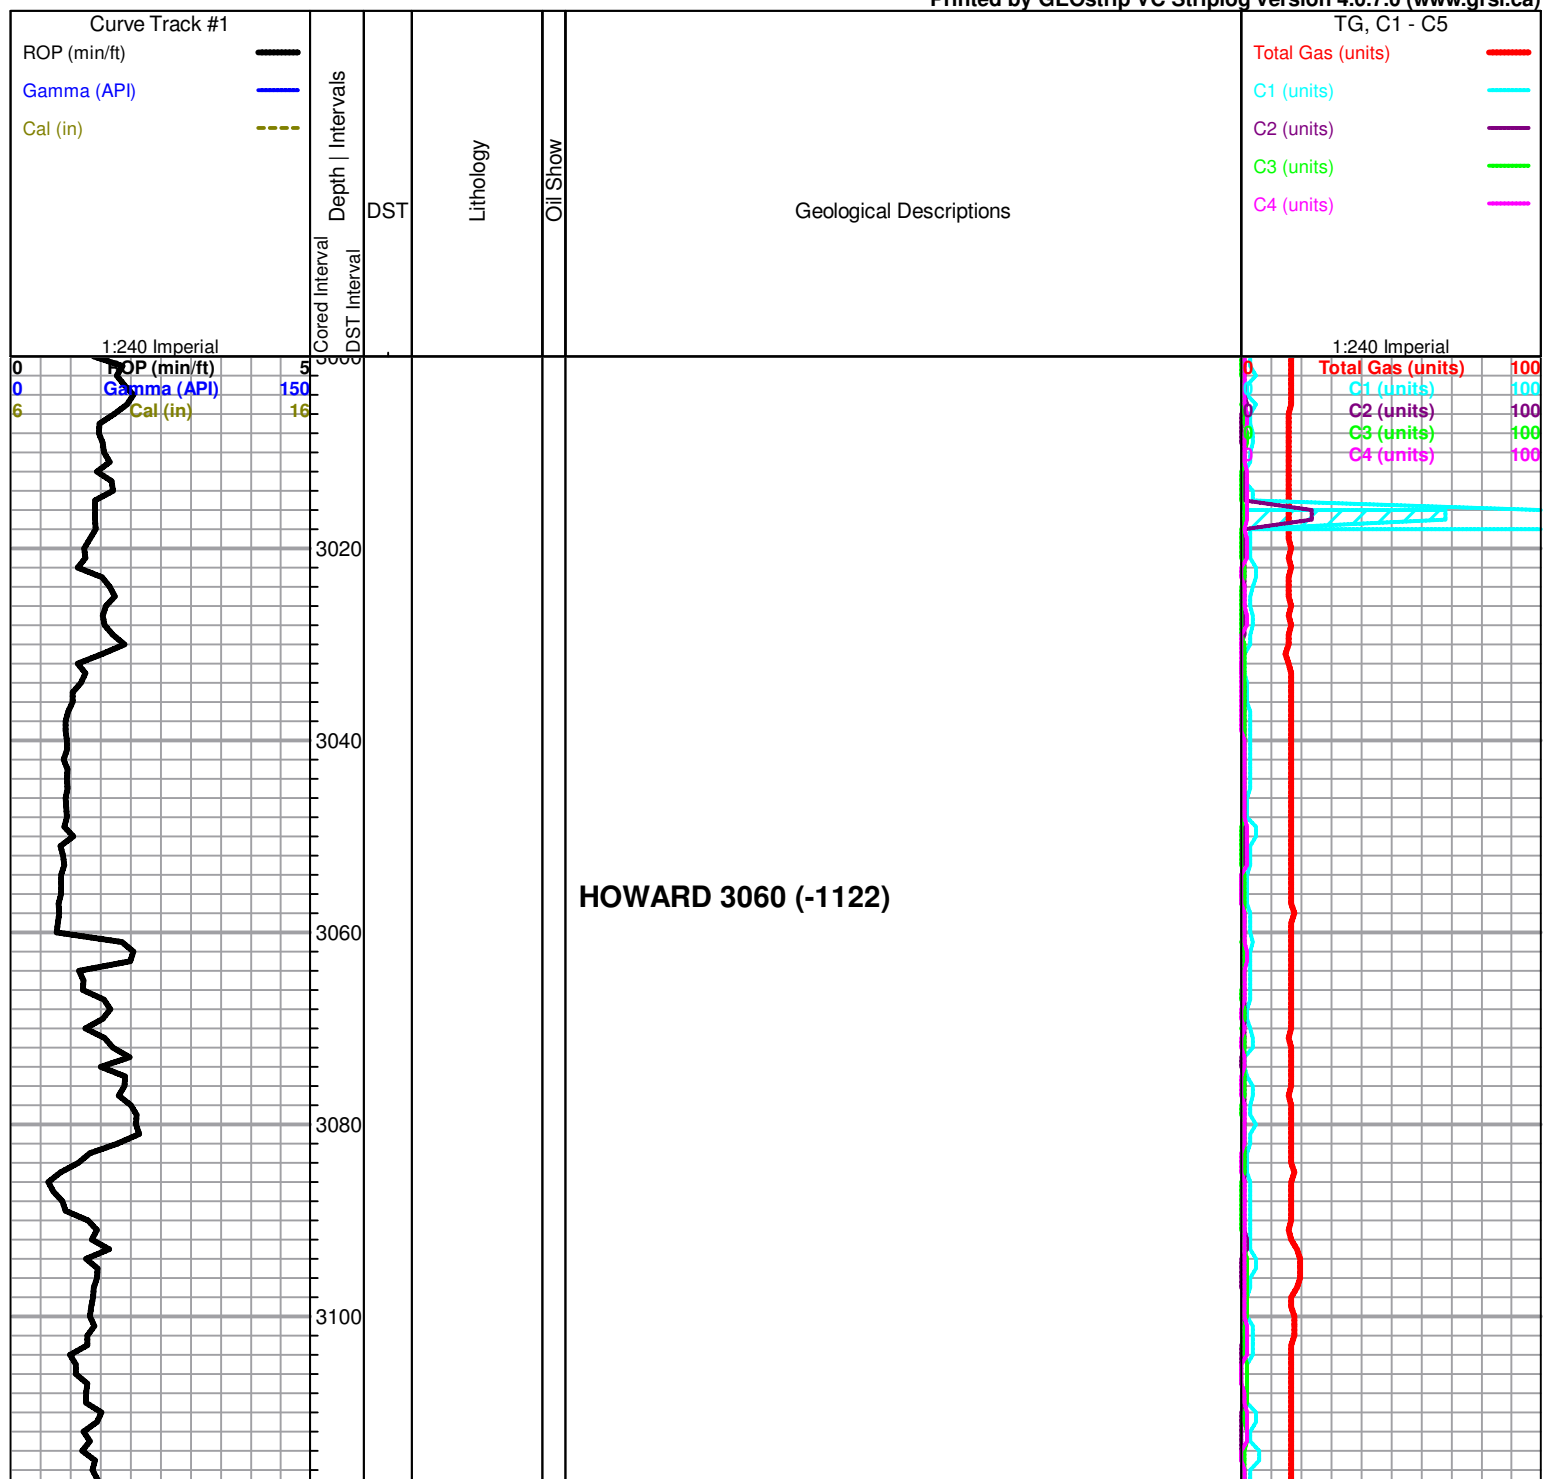 Printed by GEOstrip VC Striplog version 4.0.7.0 (www.grsi.ca)
Curve Track #1
ROP (min/ft)
Gamma (API)
Cal (in)
1:240 Imperial
Cored Interval
Depth | Intervals
DST Interval
DST
Lithology
Oil Show
Geological Descriptions
TG, C1 - C5
Total Gas (units)
C1 (units)
C2 (units)
C3 (units)
C4 (units)
1:240 Imperial
0 ROP (min/ft) 5
0 Gamma (API) 150
6 Cal (in) 16
3000
0 Total Gas (units) 100
0 C1 (units) 100
0 C2 (units) 100
0 C3 (units) 100
0 C4 (units) 100
3020
3040
HOWARD 3060 (-1122)
3060
3080
3100